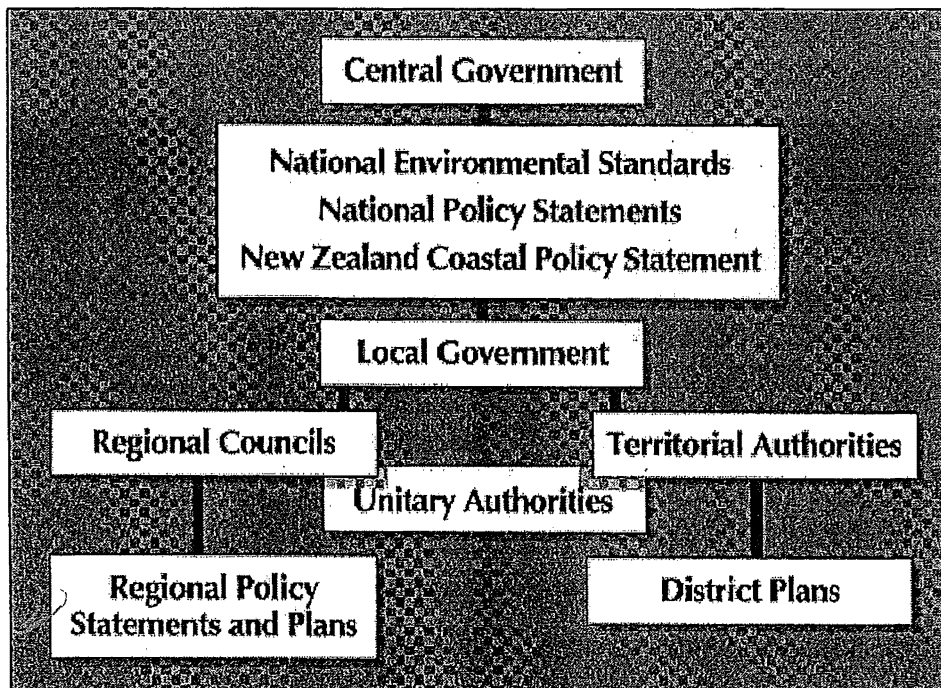 Central Government
National Environmental Standards
National Policy Statements
New Zealand Coastal Policy Statement
Local Government
Regional Councils
Territorial Authorities
Unitary Authorities
Regional Policy
Statements and Plans
District Plans